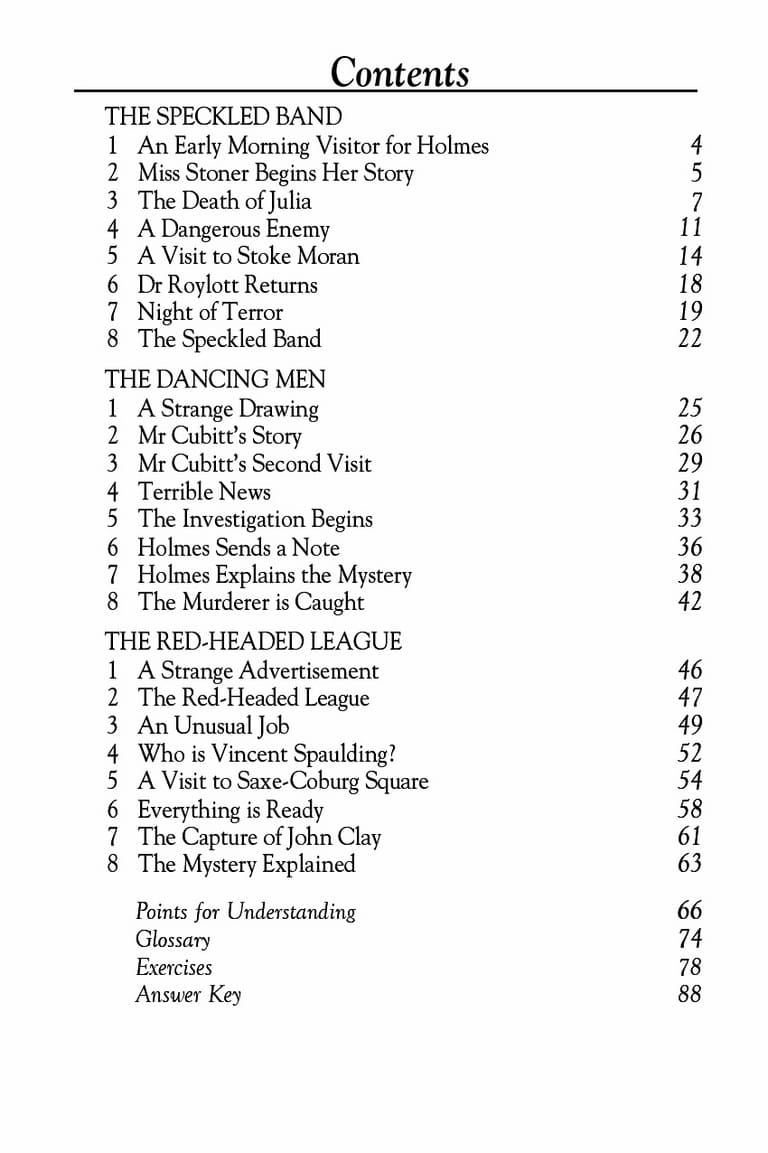 Contents
THE SPECKLED BAND
1 An Early Morning Visitor for Holmes 4
2 Miss Stoner Begins Her Story 5
3 The Death of Julia 7
4 A Dangerous Enemy 11
5 A Visit to Stoke Moran 14
6 Dr Roylott Returns 18
7 Night of Terror 19
8 The Speckled Band 22
THE DANCING MEN
1 A Strange Drawing 25
2 Mr Cubitt's Story 26
3 Mr Cubitt's Second Visit 29
4 Terrible News 31
5 The Investigation Begins 33
6 Holmes Sends a Note 36
7 Holmes Explains the Mystery 38
8 The Murderer is Caught 42
THE RED-HEADED LEAGUE
1 A Strange Advertisement 46
2 The Red-Headed League 47
3 An Unusual Job 49
4 Who is Vincent Spaulding? 52
5 A Visit to Saxe-Coburg Square 54
6 Everything is Ready 58
7 The Capture of John Clay 61
8 The Mystery Explained 63
Points for Understanding 66
Glossary 74
Exercises 78
Answer Key 88